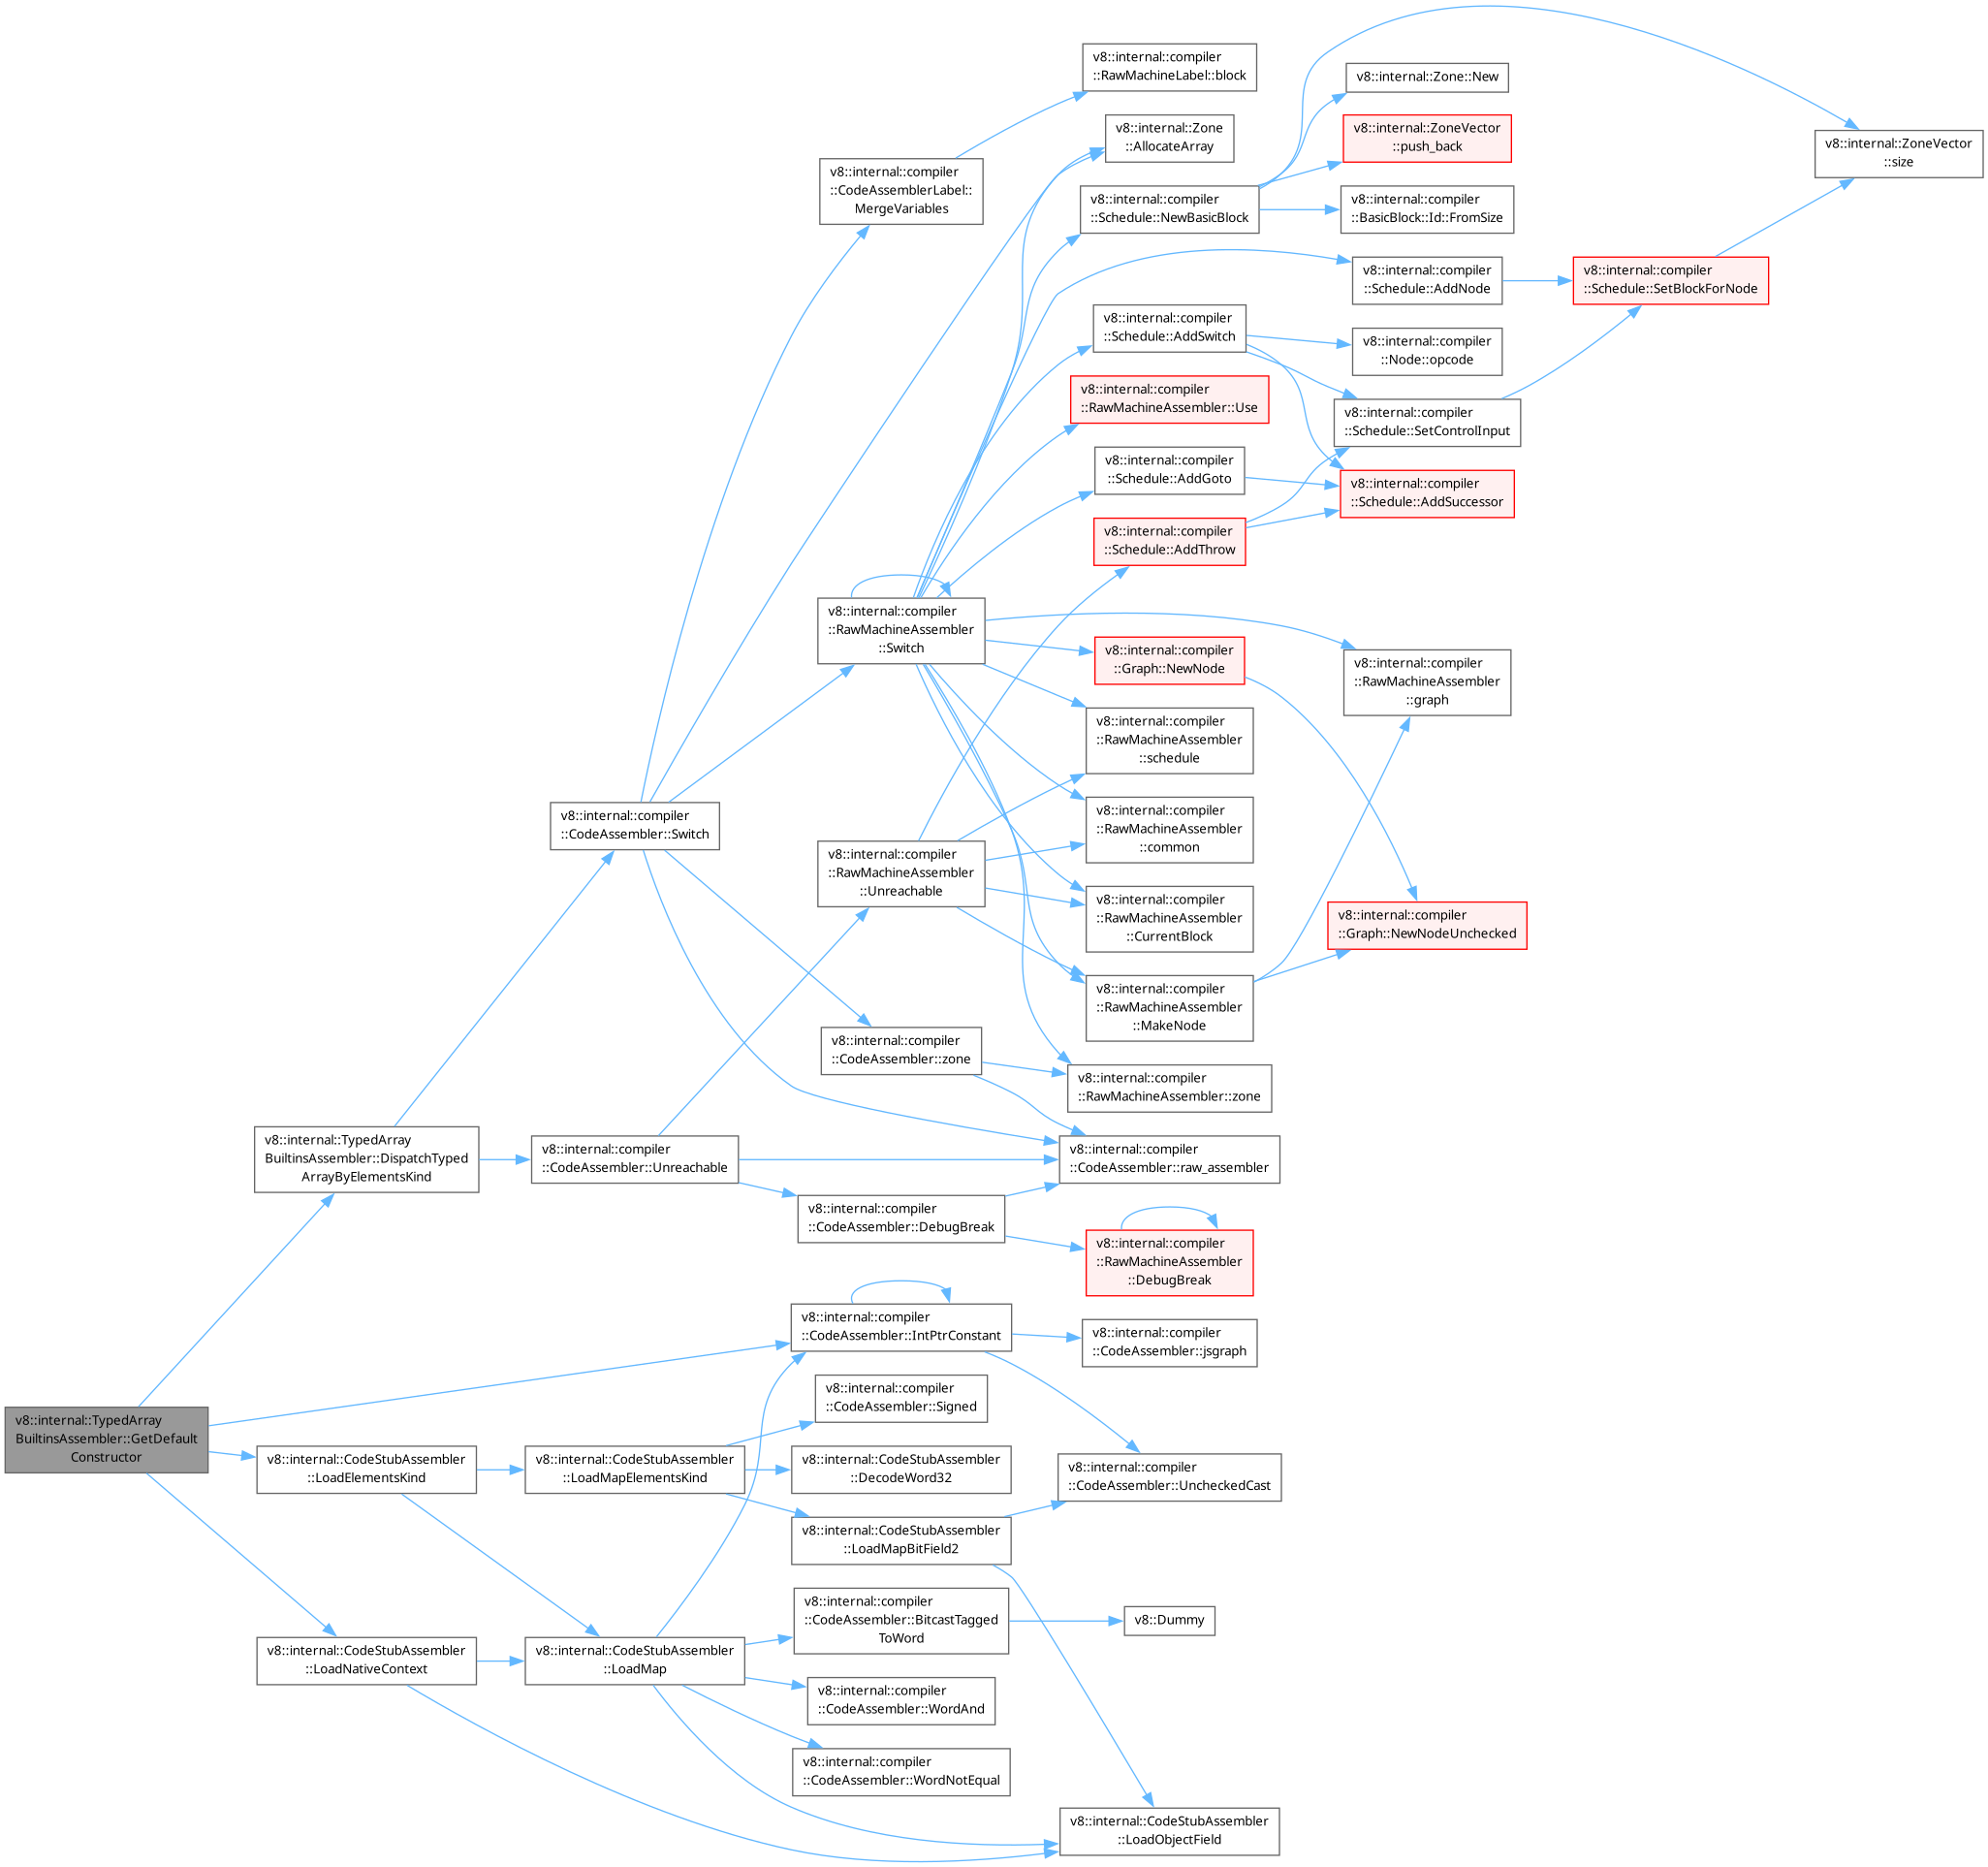 v8::internal::TypedArray
BuiltinsAssembler::GetDefault
Constructor
v8::internal::TypedArray
BuiltinsAssembler::DispatchTyped
ArrayByElementsKind
v8::internal::CodeStubAssembler
::LoadElementsKind
v8::internal::CodeStubAssembler
::LoadNativeContext
v8::internal::compiler
::CodeAssembler::Switch
v8::internal::compiler
::CodeAssembler::Unreachable
v8::internal::CodeStubAssembler
::LoadMapElementsKind
v8::internal::CodeStubAssembler
::LoadMap
v8::internal::compiler
::CodeAssemblerLabel::
MergeVariables
v8::internal::compiler
::RawMachineAssembler
::Switch
v8::internal::compiler
::RawMachineAssembler
::Unreachable
v8::internal::compiler
::CodeAssembler::zone
v8::internal::compiler
::CodeAssembler::DebugBreak
v8::internal::compiler
::CodeAssembler::IntPtrConstant
v8::internal::compiler
::CodeAssembler::Signed
v8::internal::CodeStubAssembler
::DecodeWord32
v8::internal::CodeStubAssembler
::LoadMapBitField2
v8::internal::compiler
::CodeAssembler::BitcastTagged
ToWord
v8::internal::compiler
::CodeAssembler::WordAnd
v8::internal::compiler
::CodeAssembler::WordNotEqual
v8::internal::compiler
::RawMachineLabel::block
v8::internal::Zone
::AllocateArray
v8::internal::compiler
::Schedule::NewBasicBlock
v8::internal::compiler
::Schedule::AddSwitch
v8::internal::compiler
::RawMachineAssembler::Use
v8::internal::compiler
::Schedule::AddGoto
v8::internal::compiler
::Schedule::AddThrow
v8::internal::compiler
::Graph::NewNode
v8::internal::compiler
::RawMachineAssembler
::schedule
v8::internal::compiler
::RawMachineAssembler
::common
v8::internal::compiler
::RawMachineAssembler
::CurrentBlock
v8::internal::compiler
::RawMachineAssembler
::MakeNode
v8::internal::compiler
::RawMachineAssembler::zone
v8::internal::compiler
::CodeAssembler::raw_assembler
v8::internal::compiler
::RawMachineAssembler
::DebugBreak
v8::internal::compiler
::CodeAssembler::jsgraph
v8::internal::compiler
::CodeAssembler::UncheckedCast
v8::Dummy
v8::internal::CodeStubAssembler
::LoadObjectField
v8::internal::Zone::New
v8::internal::ZoneVector
::push_back
v8::internal::compiler
::BasicBlock::Id::FromSize
v8::internal::compiler
::Schedule::AddNode
v8::internal::compiler
::Node::opcode
v8::internal::compiler
::Schedule::SetControlInput
v8::internal::compiler
::Schedule::AddSuccessor
v8::internal::compiler
::RawMachineAssembler
::graph
v8::internal::compiler
::Graph::NewNodeUnchecked
v8::internal::compiler
::Schedule::SetBlockForNode
v8::internal::ZoneVector
::size